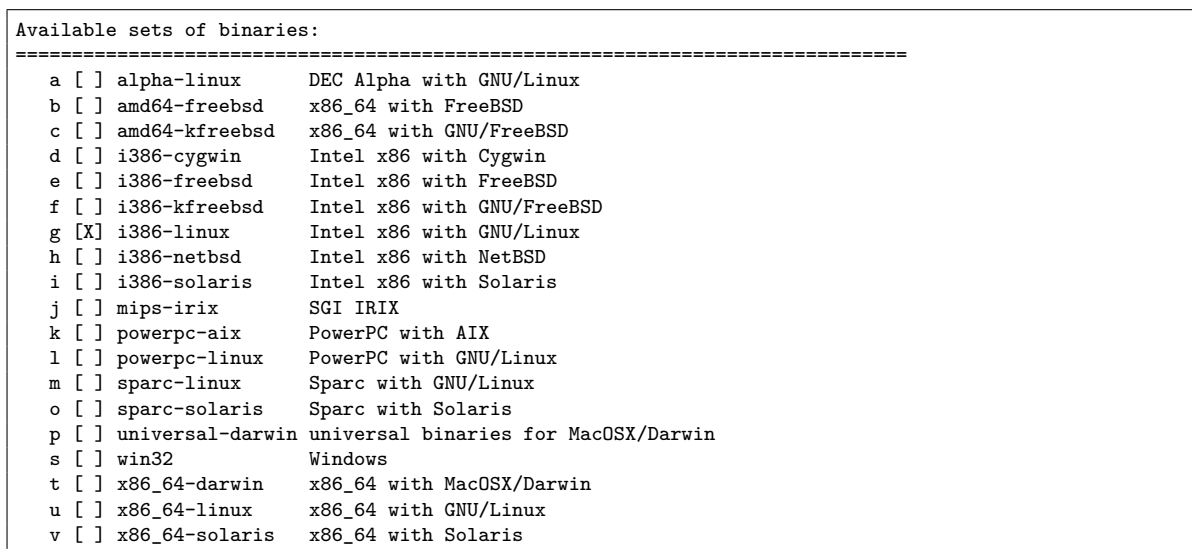 Available sets of binaries:
===============================================================================
   a [ ] alpha-linux      DEC Alpha with GNU/Linux
   b [ ] amd64-freebsd    x86_64 with FreeBSD
   c [ ] amd64-kfreebsd   x86_64 with GNU/FreeBSD
   d [ ] i386-cygwin      Intel x86 with Cygwin
   e [ ] i386-freebsd     Intel x86 with FreeBSD
   f [ ] i386-kfreebsd    Intel x86 with GNU/FreeBSD
   g [X] i386-linux       Intel x86 with GNU/Linux
   h [ ] i386-netbsd      Intel x86 with NetBSD
   i [ ] i386-solaris     Intel x86 with Solaris
   j [ ] mips-irix        SGI IRIX
   k [ ] powerpc-aix      PowerPC with AIX
   l [ ] powerpc-linux    PowerPC with GNU/Linux
   m [ ] sparc-linux      Sparc with GNU/Linux
   o [ ] sparc-solaris    Sparc with Solaris
   p [ ] universal-darwin universal binaries for MacOSX/Darwin
   s [ ] win32            Windows
   t [ ] x86_64-darwin    x86_64 with MacOSX/Darwin
   u [ ] x86_64-linux     x86_64 with GNU/Linux
   v [ ] x86_64-solaris   x86_64 with Solaris